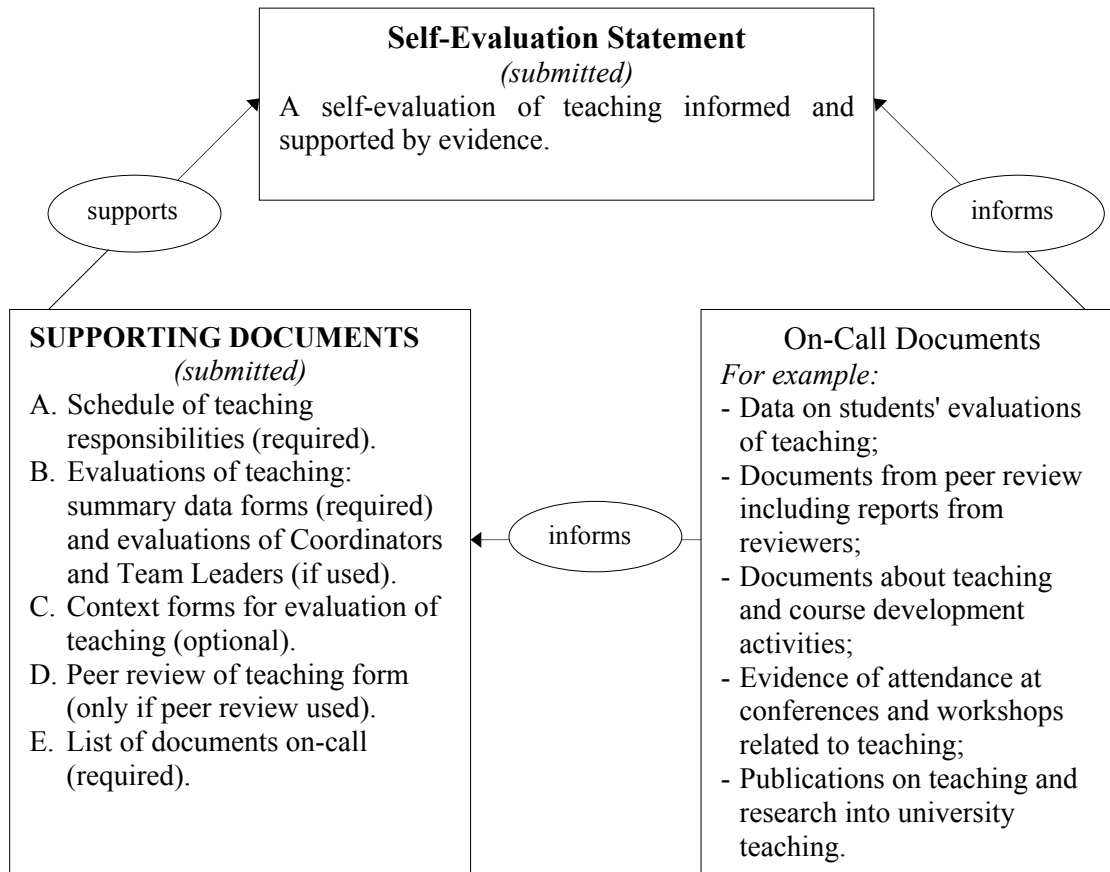 Self-Evaluation Statement
(submitted)
A self-evaluation of teaching informed and
supported by evidence.
supports
informs
SUPPORTING DOCUMENTS
(submitted)
A. Schedule of teaching
responsibilities (required).
B. Evaluations of teaching:
summary data forms (required)
and evaluations of Coordinators
and Team Leaders (if used).
C. Context forms for evaluation of
teaching (optional).
D. Peer review of teaching form
(only if peer review used).
E. List of documents on-call
(required).
informs
On-Call Documents
For example:
- Data on students' evaluations
of teaching;
- Documents from peer review
including reports from
reviewers;
- Documents about teaching
and course development
activities;
- Evidence of attendance at
conferences and workshops
related to teaching;
- Publications on teaching and
research into university
teaching.